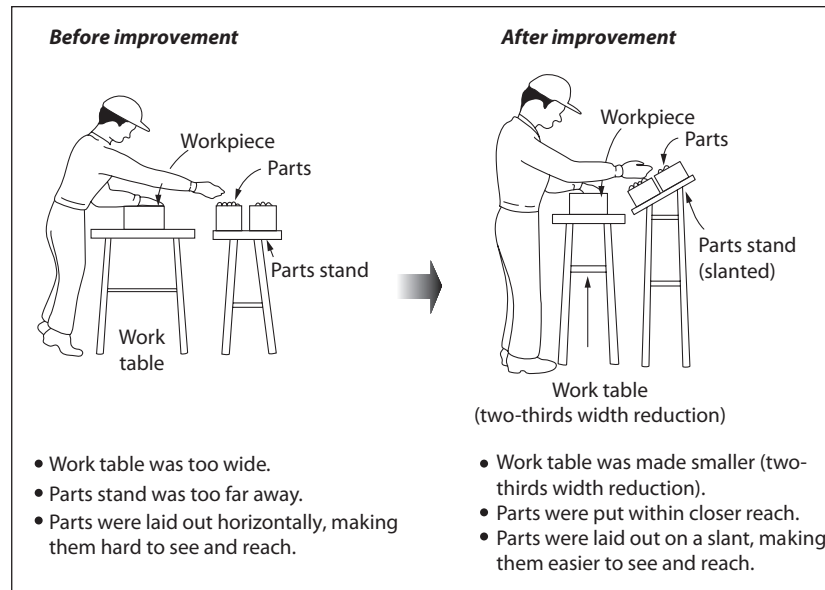 Before improvement
Workpiece
Parts
Parts stand
Work
table
• Work table was too wide.
• Parts stand was too far away.
• Parts were laid out horizontally, making
them hard to see and reach.
After improvement
Workpiece
Parts
Parts stand
(slanted)
Work table
(two-thirds width reduction)
• Work table was made smaller (two-
thirds width reduction).
• Parts were put within closer reach.
• Parts were laid out on a slant, making
them easier to see and reach.